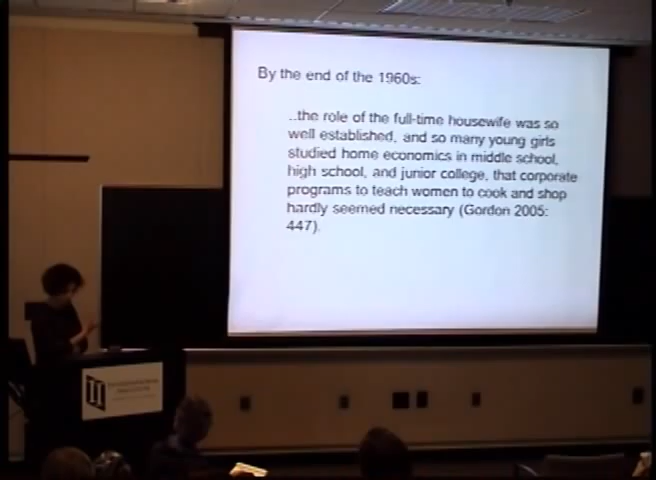 By the end of the 1960s:
..the role of the full-time housewife was so
well established, and so many young girls
studied home economics in middle school,
high school, and junior college, that corporate
programs to teach women to cook and shop
hardly seemed necessary (Gordon 2005:
447).